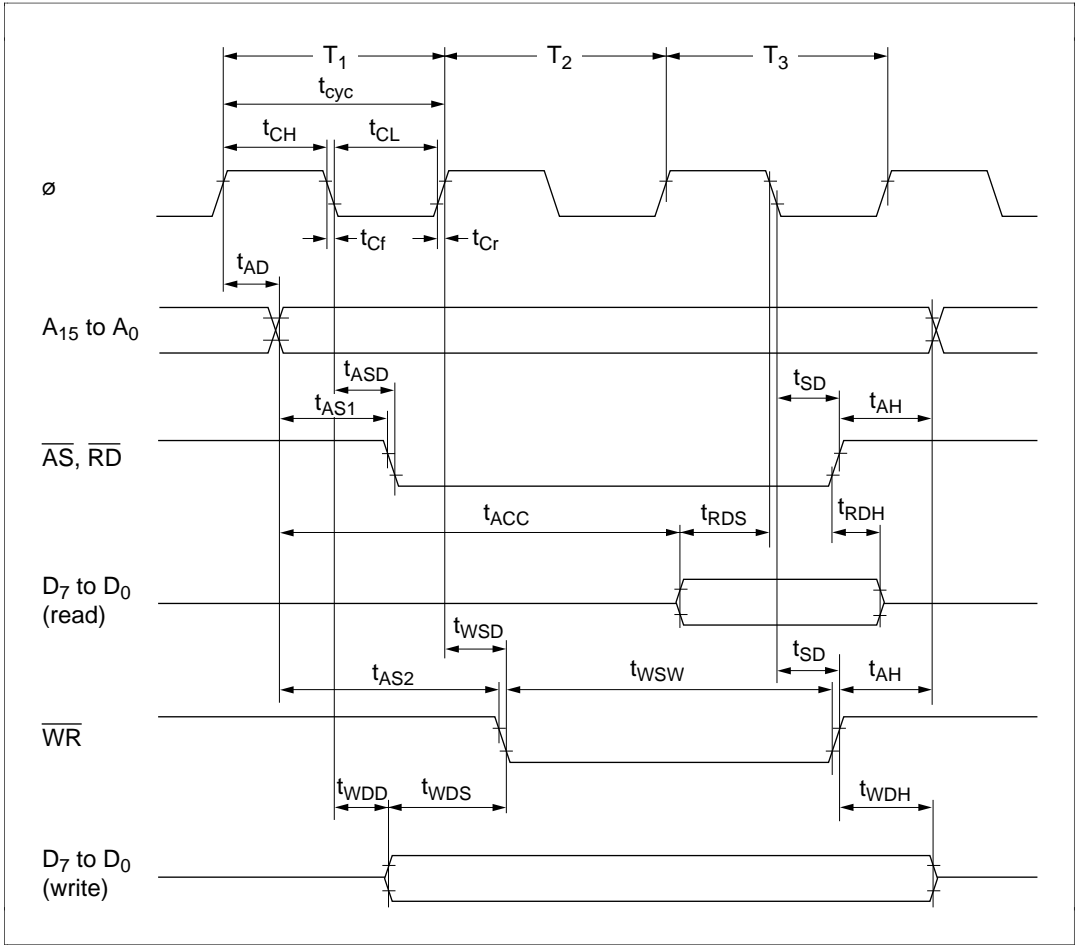 T1 T2 T3
tcyc
tCH tCL
ø
tCf tCr
tAD
A15 to A0
tASD tSD
tAS1 tAH
AS, RD
tACC tRDS tRDH
D7 to D0
(read)
tWSD tSD
tAS2 tWSW tAH
WR
tWDD tWDS tWDH
D7 to D0
(write)